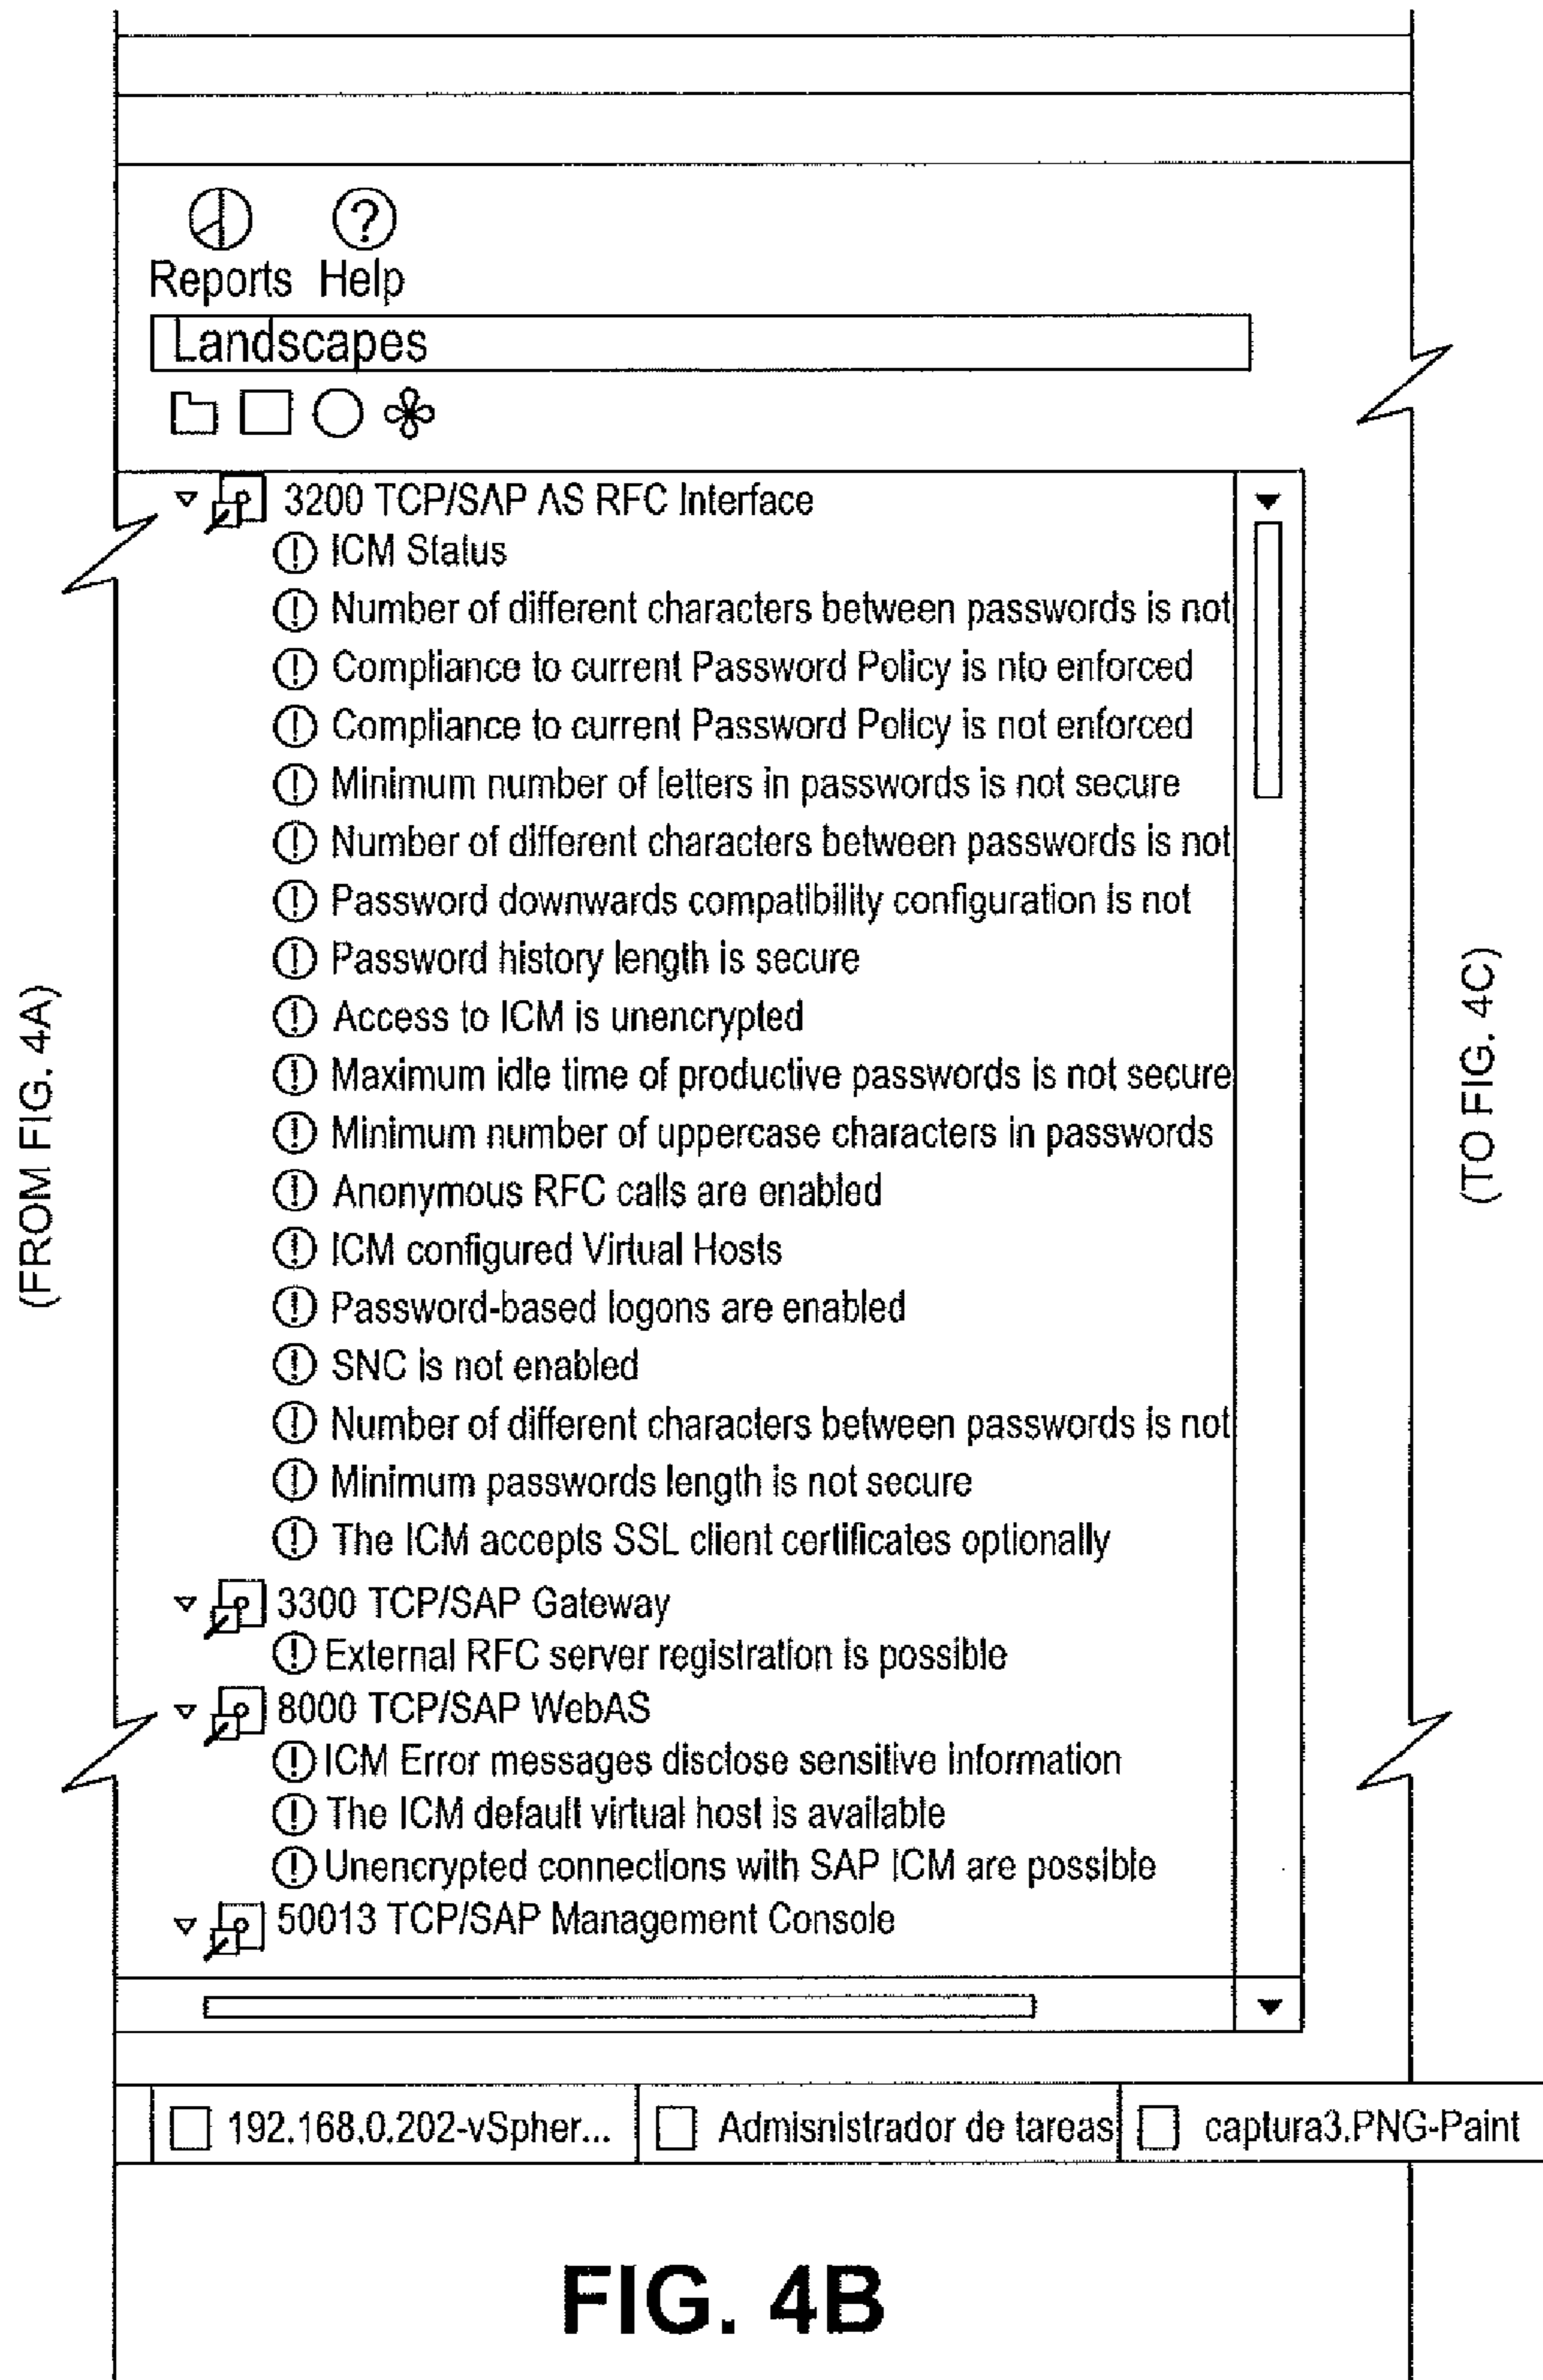 Reports Help
Landscapes
3200 TCP/SAP AS RFC Interface
ICM Status
Number of different characters between passwords is not
Compliance to current Password Policy is nto enforced
Compliance to current Password Policy is not enforced
Minimum number of letters in passwords is not secure
Number of different characters between passwords is not
Password downwards compatibility configuration is not
Password history length is secure
Access to ICM is unencrypted
Maximum idle time of productive passwords is not secure
Minimum number of uppercase characters in passwords
Anonymous RFC calls are enabled
ICM configured Virtual Hosts
Password-based logons are enabled
SNC is not enabled
Number of different characters between passwords is not
Minimum passwords length is not secure
The ICM accepts SSL client certificates optionally
3300 TCP/SAP Gateway
External RFC server registration is possible
8000 TCP/SAP WebAS
ICM Error messages disclose sensitive information
The ICM default virtual host is available
Unencrypted connections with SAP ICM are possible
50013 TCP/SAP Management Console
(FROM FIG. 4A)
(TO FIG. 4C)
192.168.0.202-vSpher... Admisnistrador de tareas captura3.PNG-Paint
FIG. 4B